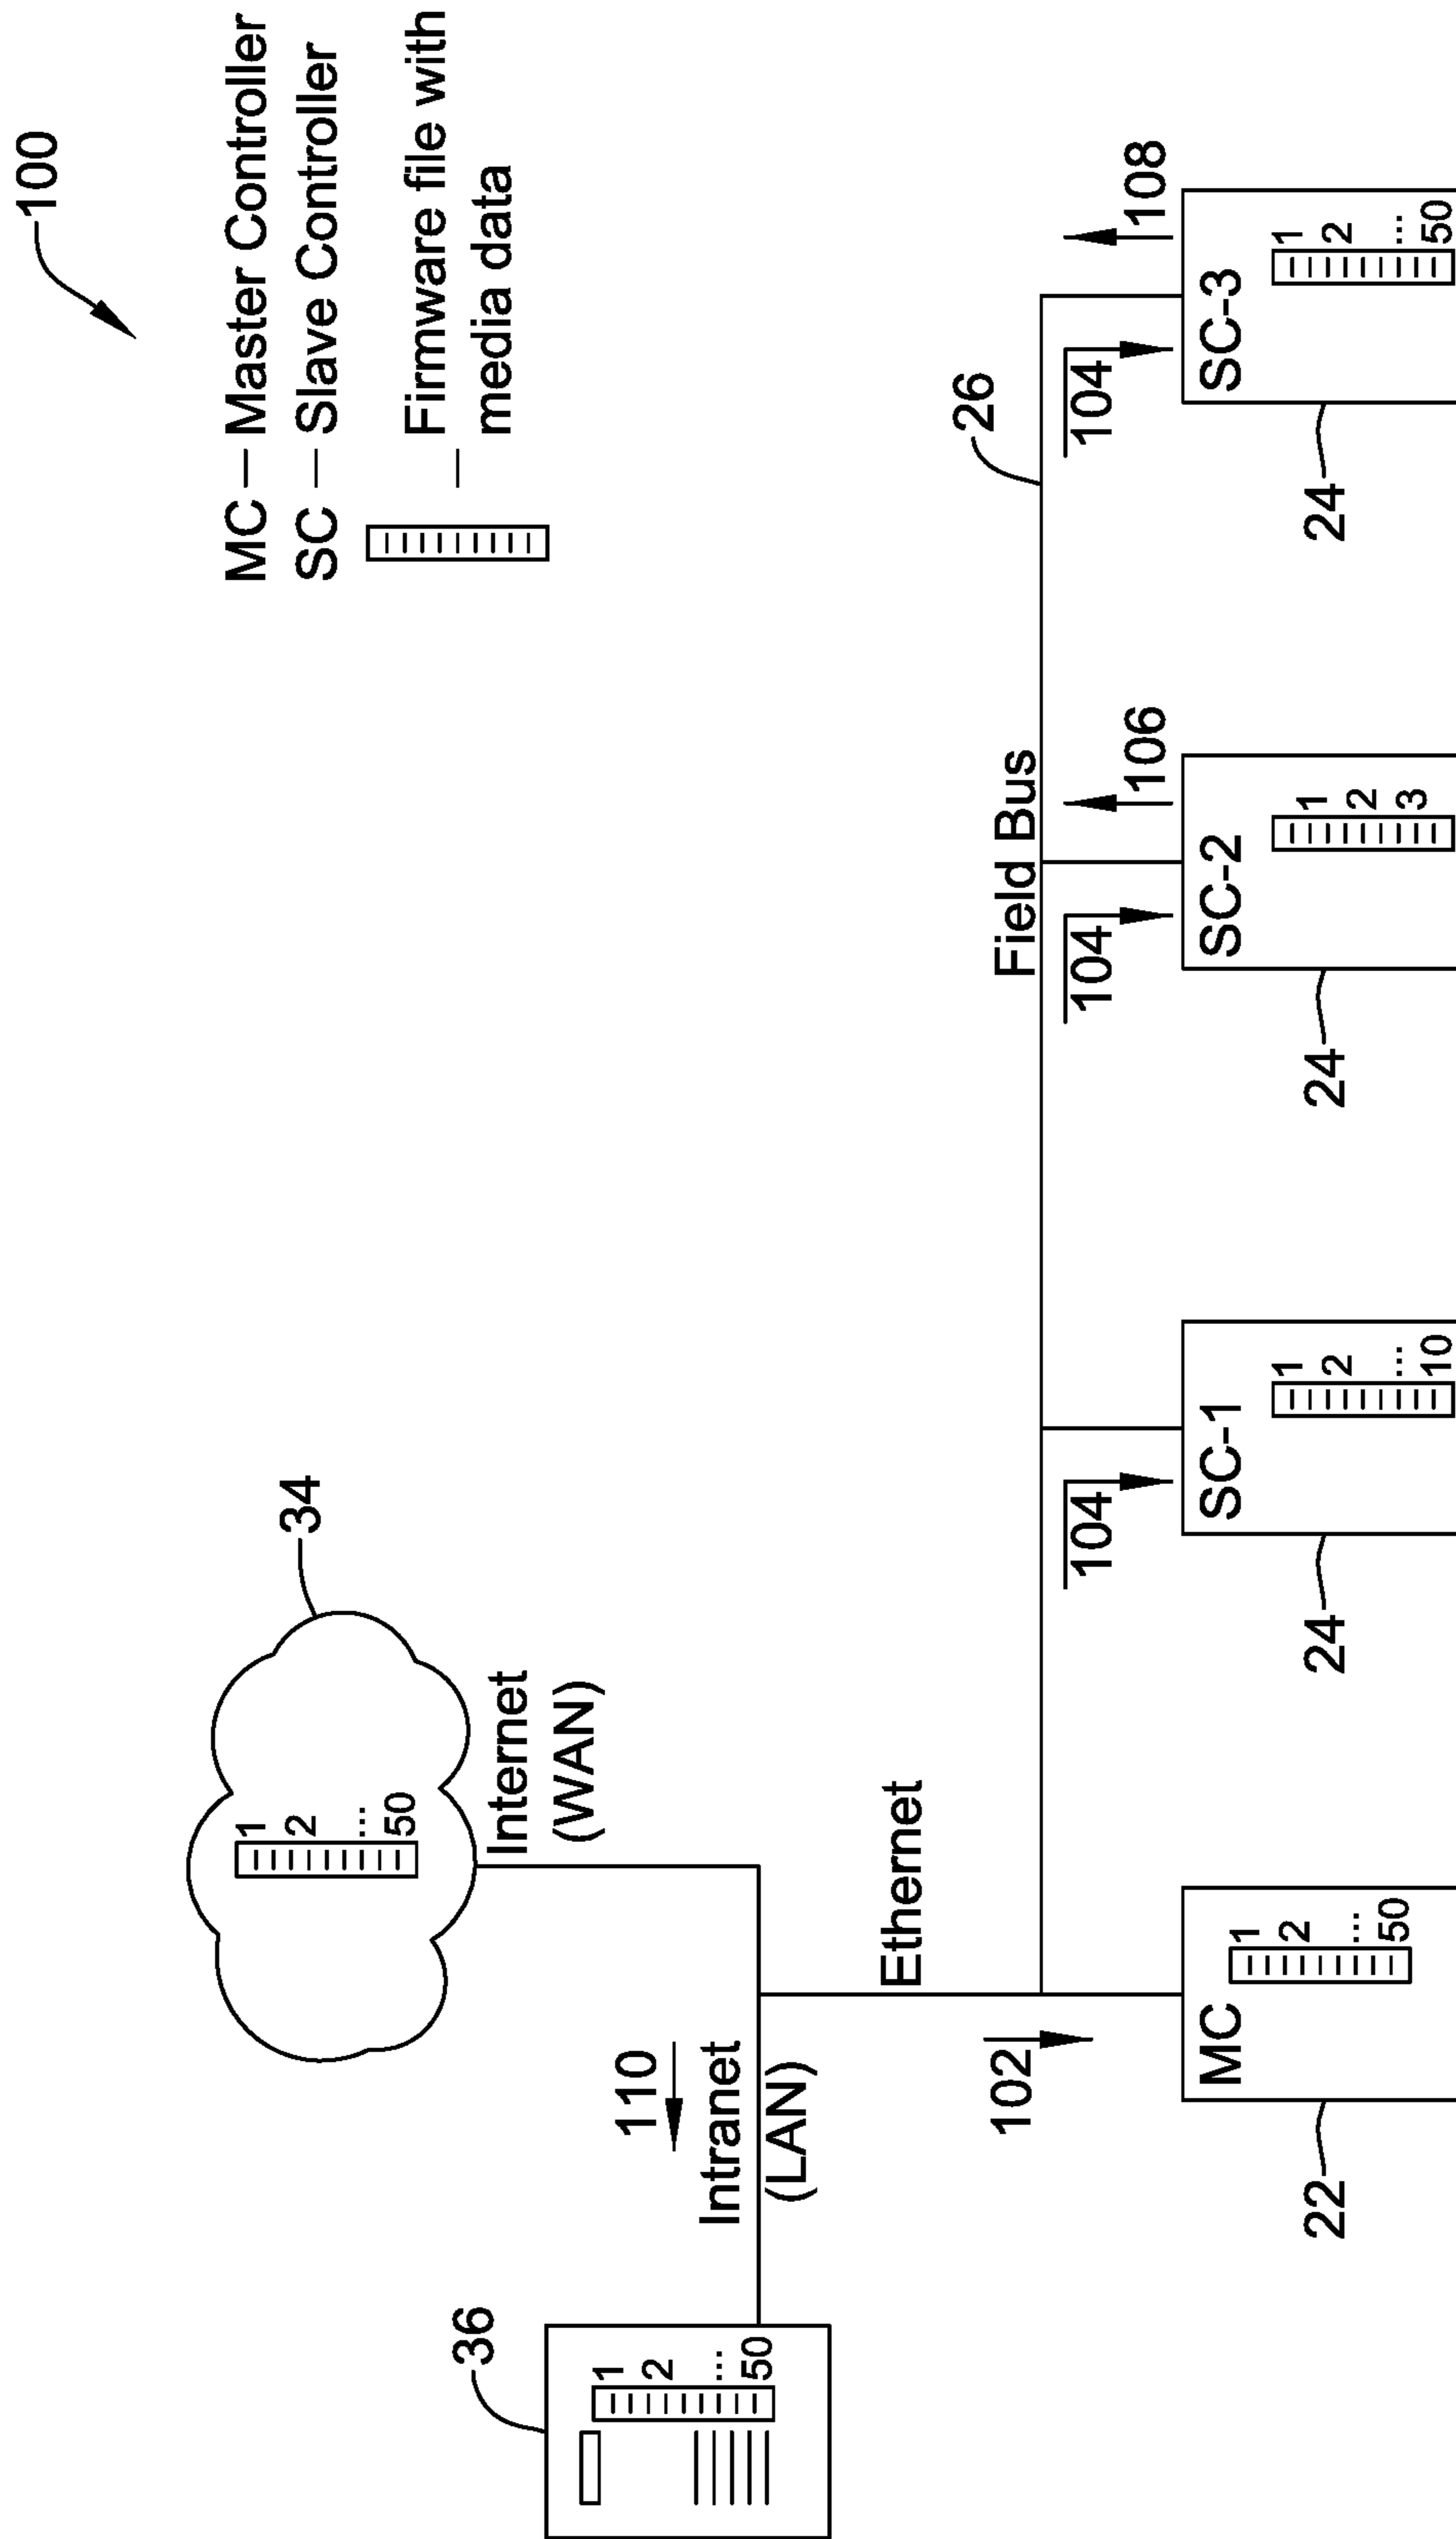 100
MC — Master Controller
SC — Slave Controller
— Firmware file with
media data
34
1
2
...
50
Internet
(WAN)
36
1
2
...
50
110
Intranet
(LAN)
Ethernet
102
Field Bus
26
104
104
106
104
108
MC
1
2
...
50
SC-1
1
2
...
10
SC-2
1
2
3
SC-3
1
2
...
50
22
24
24
24